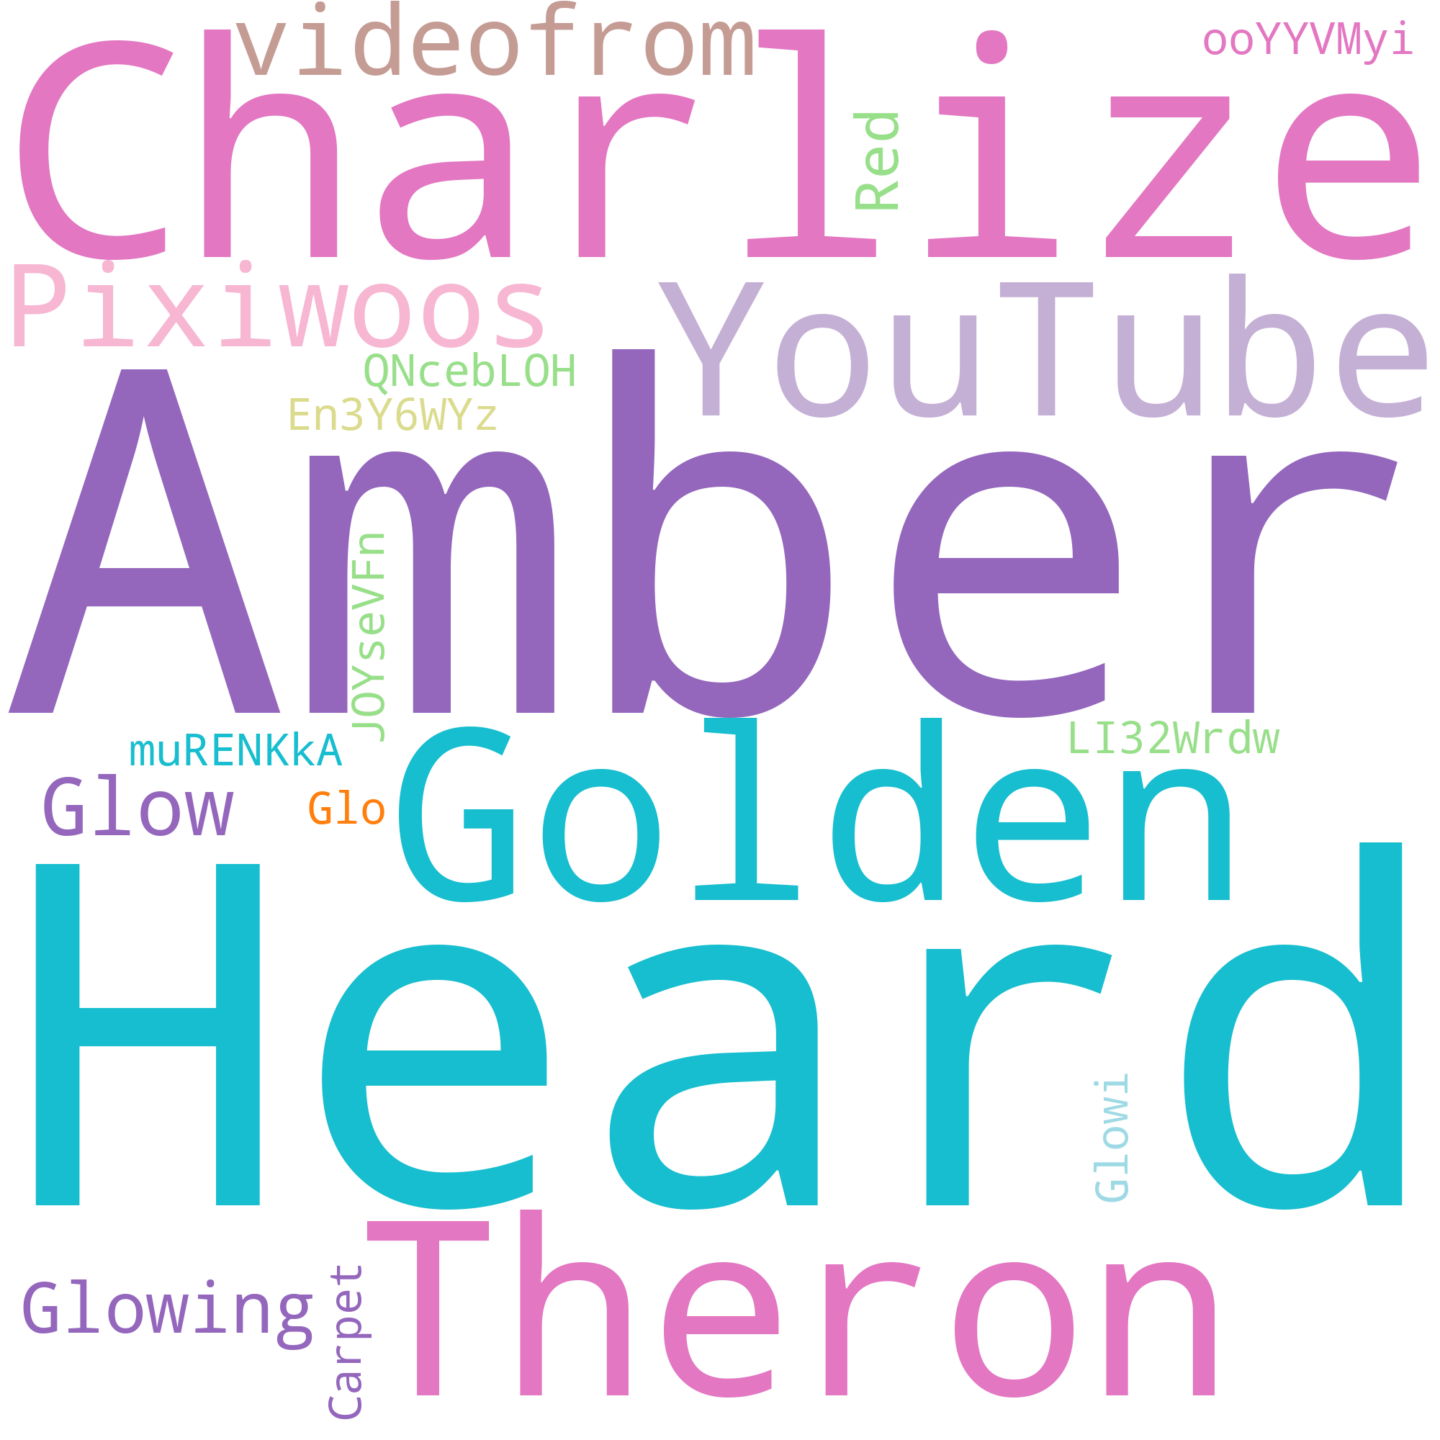 videofrom
ooYYVMyi
Charlize
Red
Pixiwoos
YouTube
QNcebLOH
En3Y6WYz
Amber
JOYseVFn
muRENKkA
LI32Wrdw
Glow
Glo
Golden
Heard
Glowi
Theron
Glowing
Carpet